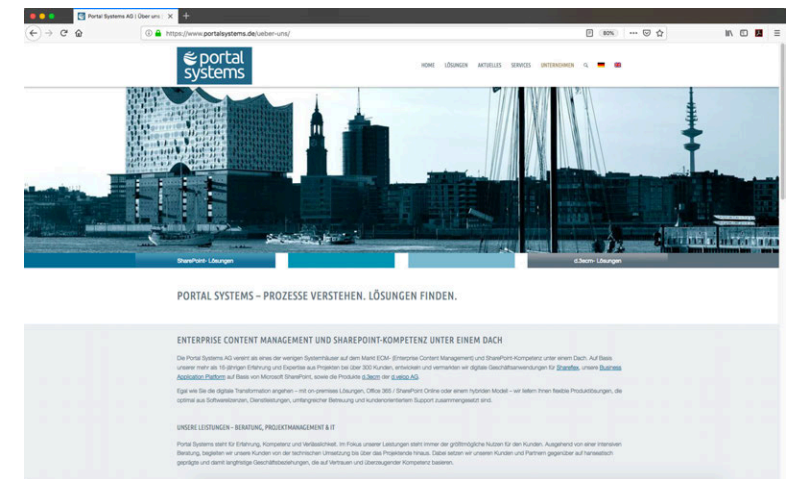 Portal Systems AG | Über uns |
https://www.portalsystems.de/ueber-uns/
80%
portal
systems
HOME LÖSUNGEN AKTUELLES SERVICES UNTERNEHMEN
SharePoint- Lösungen
d.3ecm- Lösungen
PORTAL SYSTEMS – PROZESSE VERSTEHEN. LÖSUNGEN FINDEN.
ENTERPRISE CONTENT MANAGEMENT UND SHAREPOINT-KOMPETENZ UNTER EINEM DACH
Die Portal Systems AG vereint als eines der wenigen Systemhäuser auf dem Markt ECM- (Enterprise Content Management) und SharePoint-Kompetenz unter einem Dach. Auf Basis
unserer mehr als 18 jährigen Erfahrung und Expertise aus Projekten bei über 300 Kunden, entwickeln und vermarkten wir digitale Geschäftsanwendungen für Shareflex, unsere Business
Application Platform auf Basis von Microsoft SharePoint, sowie die Produkte d.3ecm der d.velop AG.
Egal wie Sie die digitale Transformation angehen – mit on-premises Lösungen, Office 365 / SharePoint Online oder einem hybriden Modell – wir liefern Ihnen flexible Produktlösungen, die
optimal aus Softwarelizenzen, Dienstleistungen, umfangreicher Betreuung und kundenorientiertem Support zusammengesetzt sind.
UNSERE LEISTUNGEN – BERATUNG, PROJEKTMANAGEMENT & IT
Portal Systems steht für Erfahrung, Kompetenz und Verlässlichkeit. Im Fokus unserer Leistungen steht immer der größtmögliche Nutzen für den Kunden. Ausgehend von einer intensiven
Beratung, begleiten wir unsere Kunden von der technischen Umsetzung bis über das Projektende hinaus. Dabei setzen wir unseren Kunden und Partnern gegenüber auf hanseatisch
geprägte und damit langfristige Geschäftsbeziehungen, die auf Vertrauen und überzeugender Kompetenz basieren.